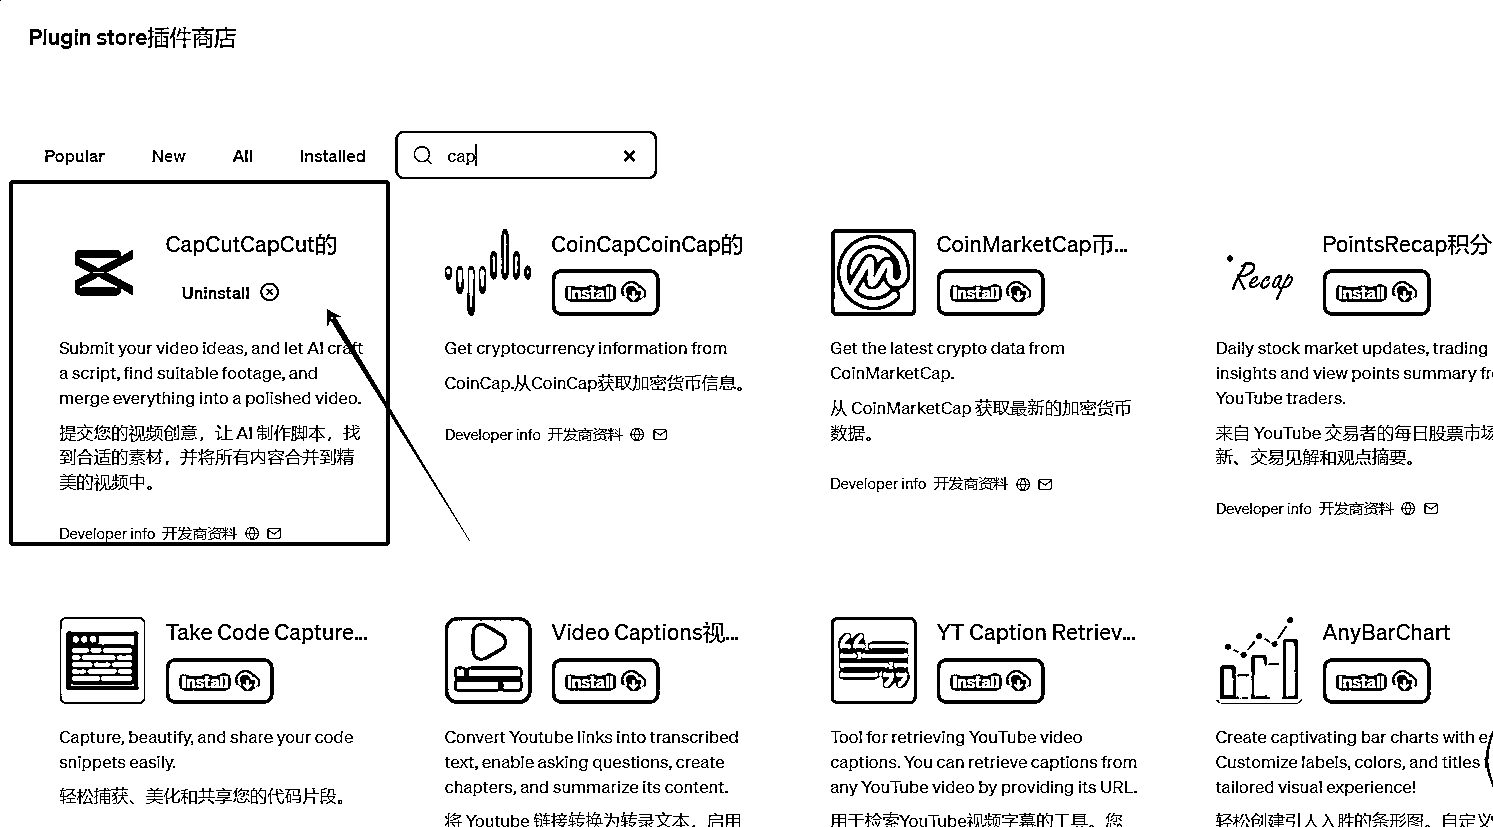 Plugin store插件商店
Popular
New
All
Installed
cap
CapCutCapCut的
Uninstall
Submit your video ideas, and let AI craft
a script, find suitable footage, and
merge everything into a polished video.
提交您的视频创意，让 AI 制作脚本，找
到合适的素材，并将所有内容合并到精
美的视频中。
Developer info 开发商资料
CoinCapCoinCap的
Install
Get cryptocurrency information from
CoinCap.从CoinCap获取加密货币信息。
Developer info 开发商资料
CoinMarketCap币...
Install
Get the latest crypto data from
CoinMarketCap.
从 CoinMarketCap 获取最新的加密货币
数据。
Developer info 开发商资料
Recap
PointsRecap积分
Install
Daily stock market updates, trading
insights and view points summary fr
YouTube traders.
来自 YouTube 交易者的每日股票市场
新、交易见解和观点摘要。
Developer info 开发商资料
Take Code Capture...
Install
Capture, beautify, and share your code
snippets easily.
轻松捕获、美化和共享您的代码片段。
Video Captions视...
Install
Convert Youtube links into transcribed
text, enable asking questions, create
chapters, and summarize its content.
将 Youtube 链接转换为转录文本，启用
YT Caption Retriev...
Install
Tool for retrieving YouTube video
captions. You can retrieve captions from
any YouTube video by providing its URL.
用于检索YouTube视频字幕的工具。您
AnyBarChart
Install
Create captivating bar charts with e
Customize labels, colors, and titles
tailored visual experience!
轻松创建引人入胜的条形图。自定义